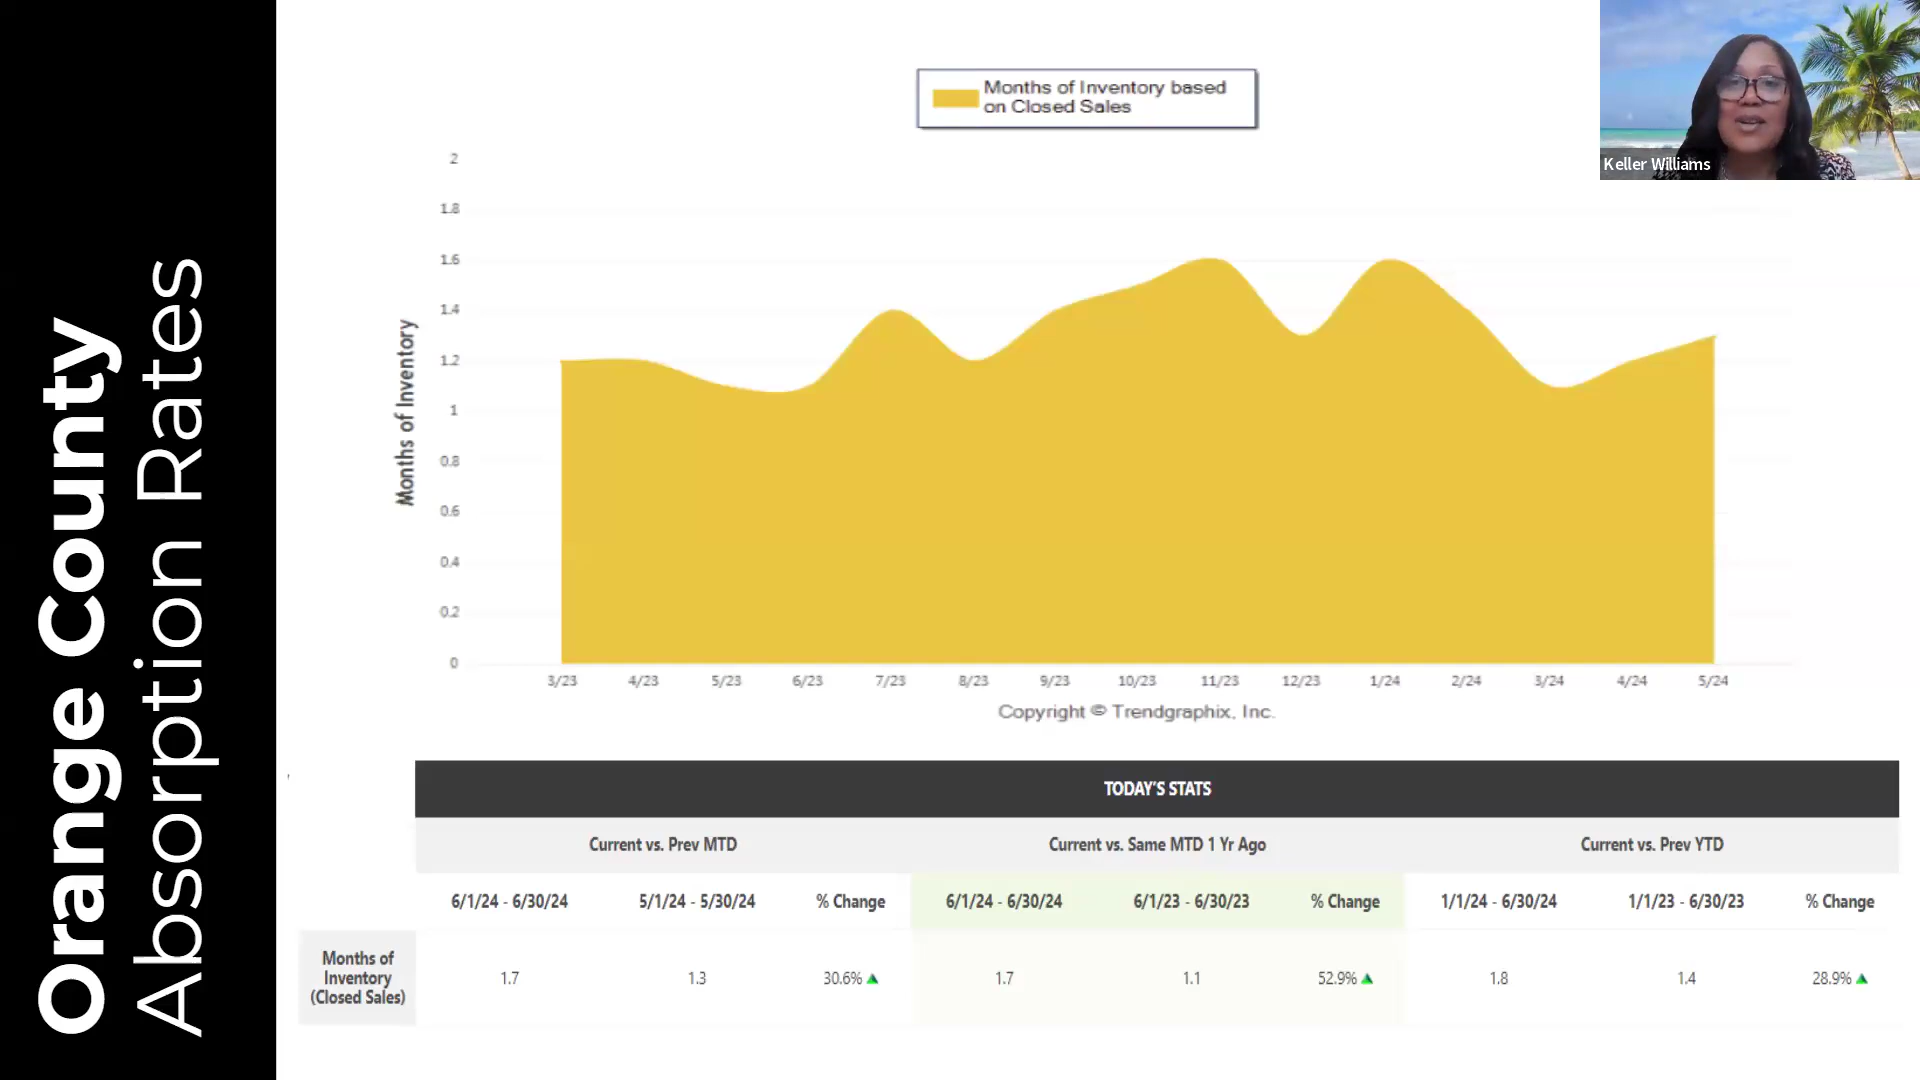 Orange County
Absorption Rates
Months of Inventory based
on Closed Sales
Keller Williams
Months of Inventory
2
1.8
1.6
1.4
1.2
1
0.8
0.6
0.4
0.2
0
3/23 4/23 5/23 6/23 7/23 8/23 9/23 10/23 11/23 12/23 1/24 2/24 3/24 4/24 5/24
Copyright © Trendgraphix, Inc.
TODAY'S STATS
Current vs. Prev MTD Current vs. Same MTD 1 Yr Ago Current vs. Prev YTD
6/1/24 - 6/30/24 5/1/24 - 5/30/24 % Change 6/1/24 - 6/30/24 6/1/23 - 6/30/23 % Change 1/1/24 - 6/30/24 1/1/23 - 6/30/23 % Change
Months of
Inventory
(Closed Sales)
1.7 1.3 30.6% 1.7 1.1 52.9% 1.8 1.4 28.9%